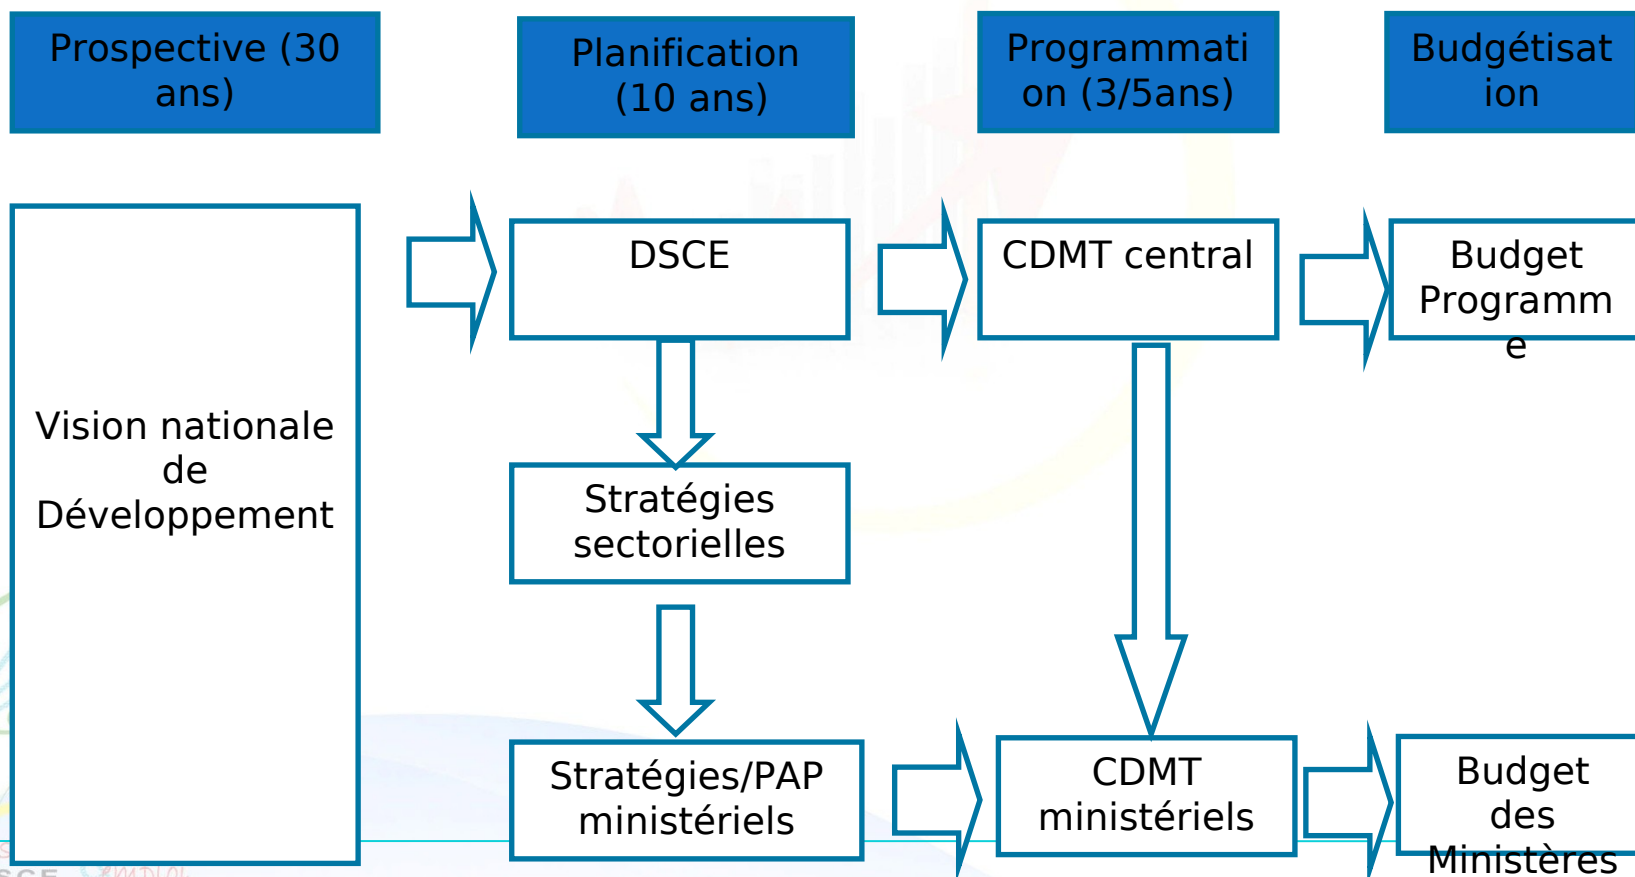 Prospective (30
ans)
Planification
(10 ans)
Programmati
on (3/5ans)
Budgétisat
ion
DSCE
CDMT central
Budget
Programm
e
Vision nationale
de
Développement
Stratégies
sectorielles
Stratégies/PAP
ministériels
CDMT
ministériels
Budget
des
Ministères